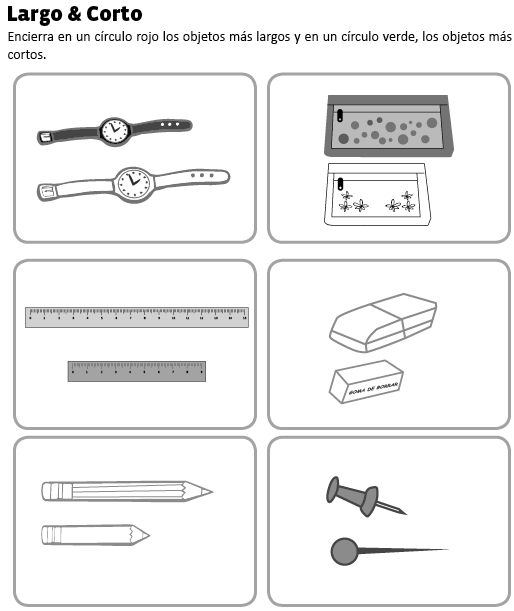 Largo & Corto
Encierra en un círculo rojo los objetos más largos y en un círculo verde, los objetos más
cortos.
GOMA DE BORRAR